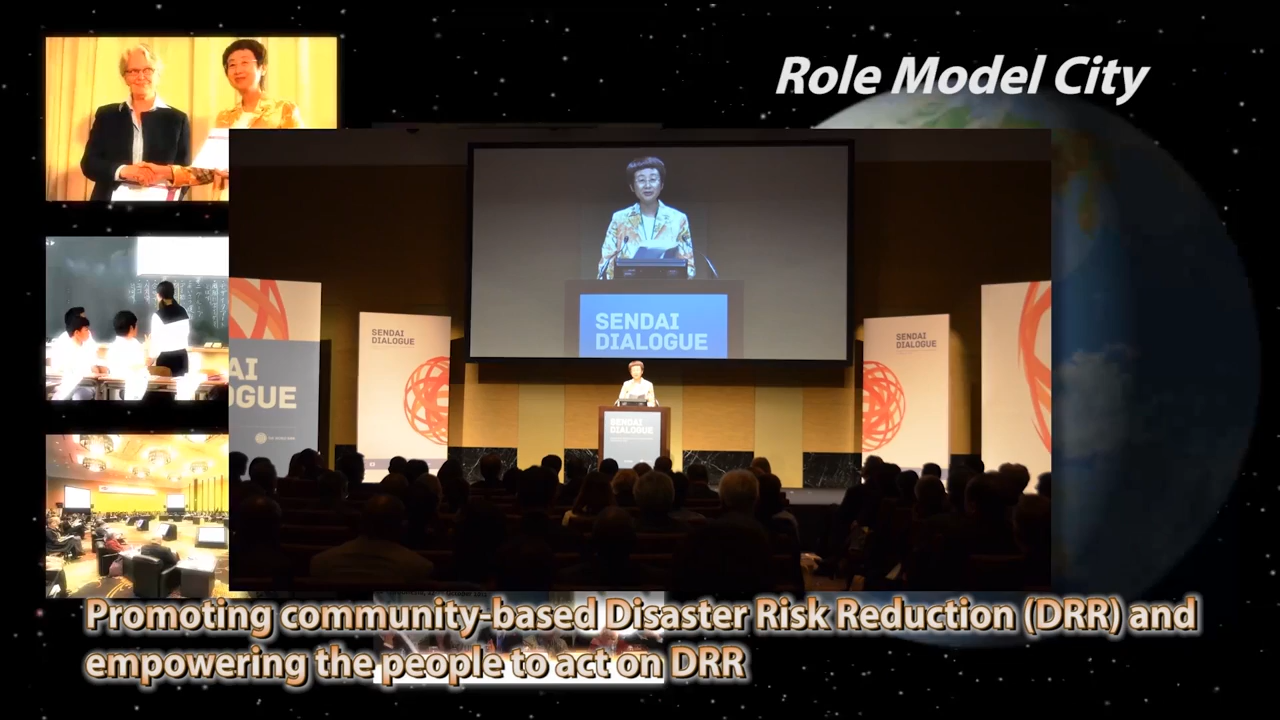 Role Model City
SENDAI
DIALOGUE
SENDAI
DIALOGUE
SENDAI
DIALOGUE
AI
OGUE
SENDAI
DIALOGUE
Promoting community-based Disaster Risk Reduction (DRR) and
empowering the people to act on DRR